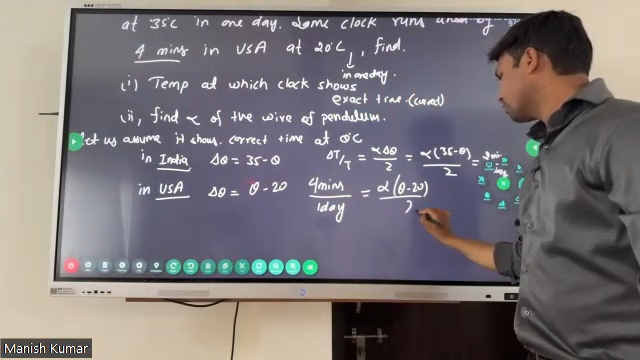 at 35°C in one day. Same clock runs ahead by
4 mins in USA at 20°C, find.
in one day.
(i) Temp at which clock shows
exact time. (correct)
(ii) find α of the wire of pendulum.
let us assume it shows correct time at θ°C
in India Δθ = 35-θ ΔT/T = αΔθ/2 = α(35-θ)/2 =
in USA Δθ = θ-20 4mins/1day = α(θ-20)/2
Manish Kumar